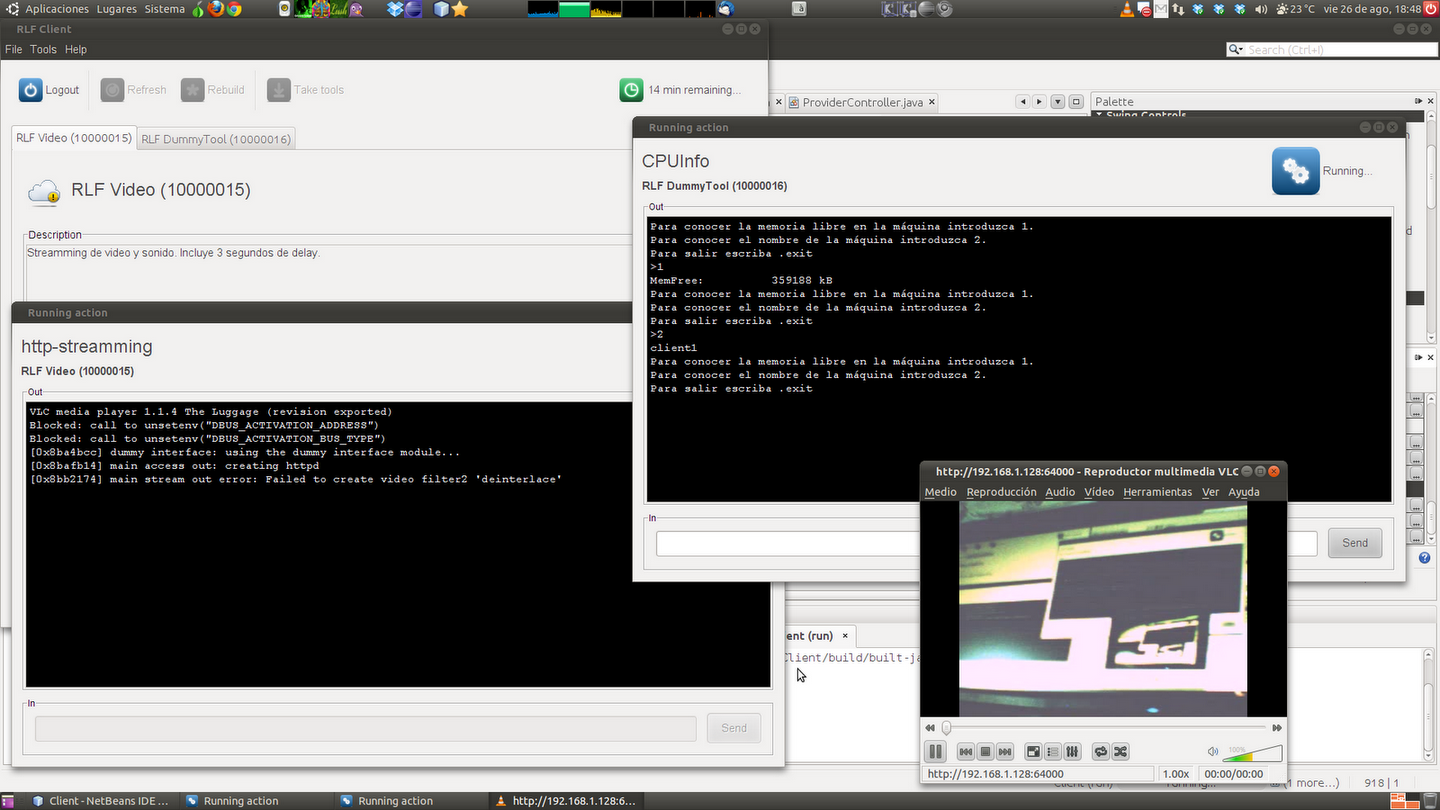 Aplicaciones Lugares Sistema
23 °C vie 26 de ago, 18:48
RLF Client
File Tools Help
Search (Ctrl+I)
Logout Refresh Rebuild Take tools 14 min remaining...
ProviderController.java
Palette
Swing Controls
RLF Video (10000015) RLF DummyTool (10000016)
RLF Video (10000015)
Description
Streamming de video y sonido. Incluye 3 segundos de delay.
Running action
CPUInfo
Running...
RLF DummyTool (10000016)
Out
Para conocer la memoria libre en la máquina introduzca 1.
Para conocer el nombre de la máquina introduzca 2.
Para salir escriba .exit
>1
MemFree: 359188 kB
Para conocer la memoria libre en la máquina introduzca 1.
Para conocer el nombre de la máquina introduzca 2.
Para salir escriba .exit
>2
client1
Para conocer la memoria libre en la máquina introduzca 1.
Para conocer el nombre de la máquina introduzca 2.
Para salir escriba .exit
In
Send
Running action
http-streamming
RLF Video (10000015)
Out
VLC media player 1.1.4 The Luggage (revision exported)
Blocked: call to unsetenv("DBUS_ACTIVATION_ADDRESS")
Blocked: call to unsetenv("DBUS_ACTIVATION_BUS_TYPE")
[0x8ba4bcc] dummy interface: using the dummy interface module...
[0x8bafb14] main access out: creating httpd
[0x8bb2174] main stream out error: Failed to create video filter2 'deinterlace'
In
Send
ent (run)
Client/build/built-ja
http://192.168.1.128:64000 - Reproductor multimedia VLC
Medio Reproducción Audio Vídeo Herramientas Ver Ayuda
100%
http://192.168.1.128:64000 1.00x 00:00/00:00
Client (run) running... (1 more...) 918 | 1
Client - NetBeans IDE ... Running action Running action http://192.168.1.128:6...